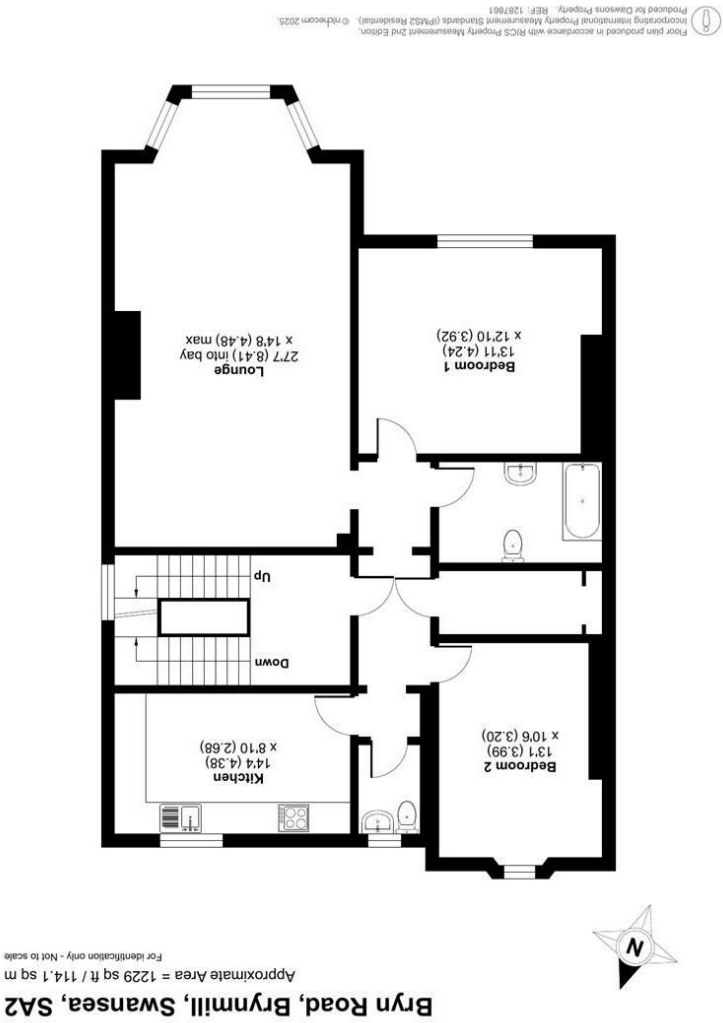 Bryn Road, Brynmill, Swansea, SA2
Approximate Area = 1229 sq ft / 114.1 sq m
For identification only - Not to scale
N
Bedroom 2
13'1 (3.99)
x 10'6 (3.20)
Kitchen
14'4 (4.38)
x 8'10 (2.68)
Down
Up
Bedroom 1
13'11 (4.24)
x 12'10 (3.92)
Lounge
27'7 (8.41) into bay
x 14'8 (4.48) max
Floor plan produced in accordance with RICS Property Measurement 2nd Edition,
Incorporating International Property Measurement Standards (IPMS2 Residential). © nichecom 2025.
Produced for Dawsons Property. REF: 1287861